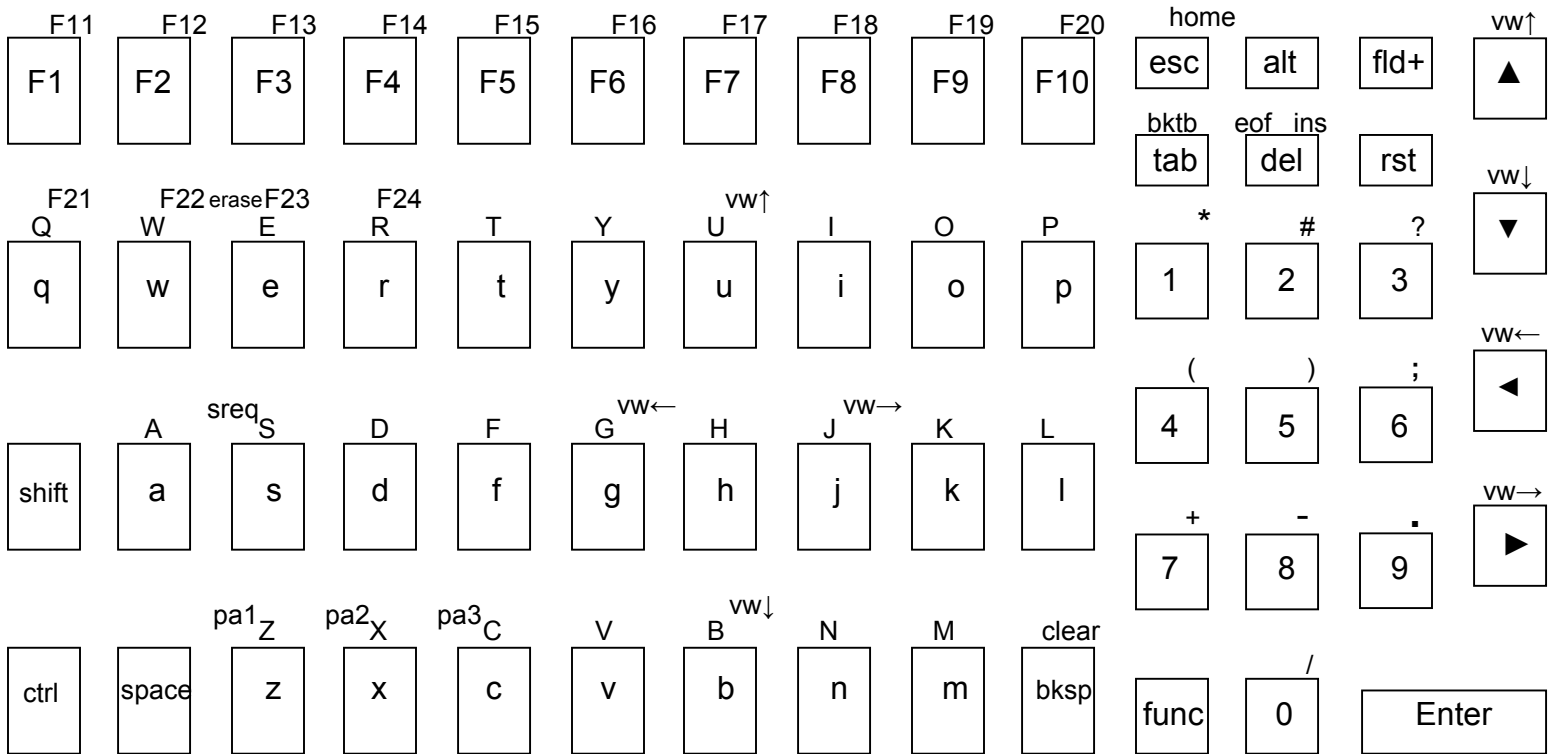 F11 F12 F13 F14 F15 F16 F17 F18 F19 F20 home vw↑
F1 F2 F3 F4 F5 F6 F7 F8 F9 F10 esc alt fld+ ▲
bktb eof ins
tab del rst
vw↓
F21 F22 erase F23 F24 vw↑
Q W E R T Y U I O P * # ? ▼
q w e r t y u i o p 1 2 3
vw←
( ) ; ◄
sreq vw← vw→
A S D F G H J K L 4 5 6
shift a s d f g h j k l vw→
+ - . ►
7 8 9
pa1 pa2 pa3 vw↓
Z X C V B N M clear /
ctrl space z x c v b n m bksp func 0 Enter